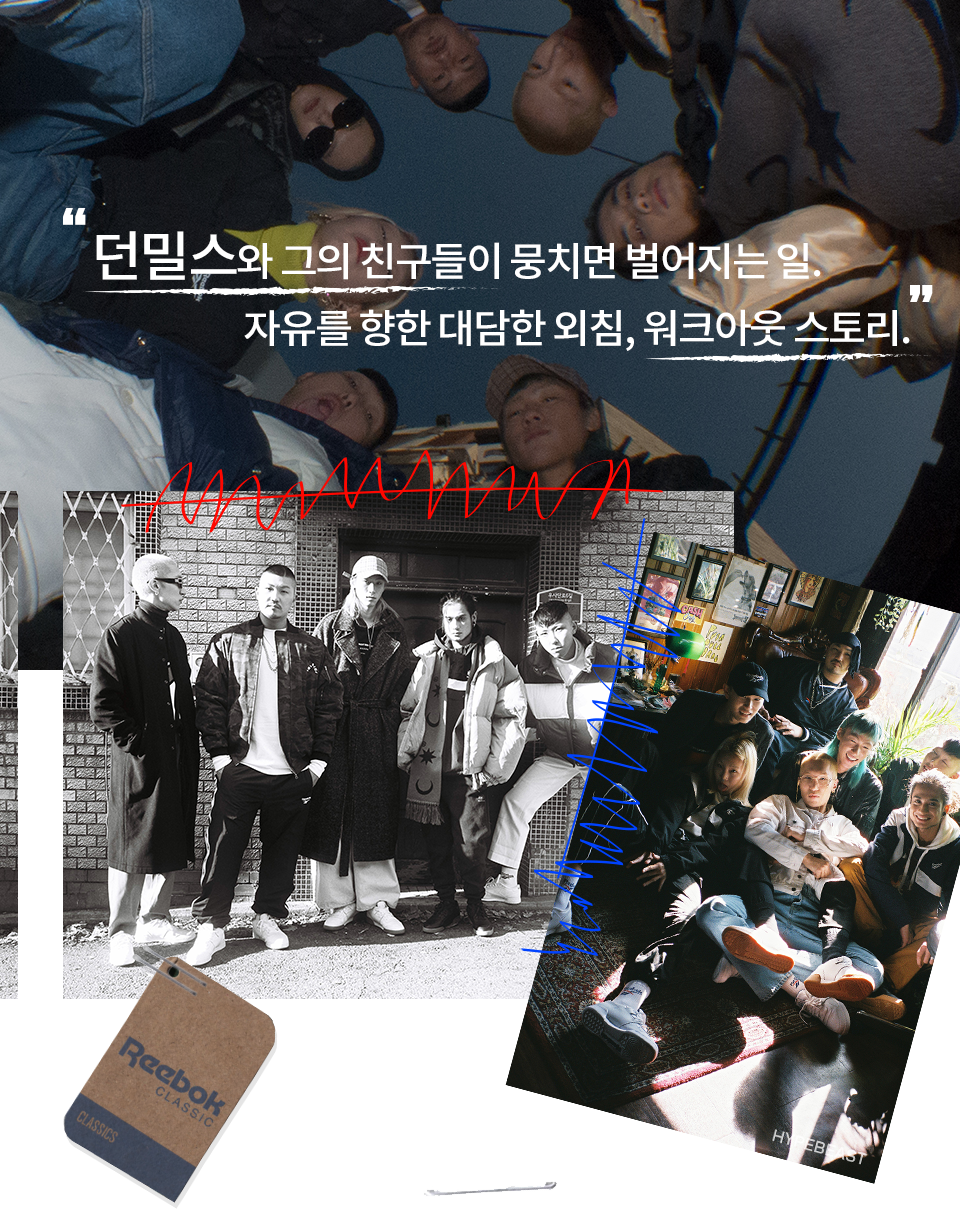 ❝
던밀스와 그의 친구들이 뭉치면 벌어지는 일.
❞
자유를 향한 대담한 외침, 워크아웃 스토리.
Reebok
CLASSIC
CLASSICS
HYPEBEAST